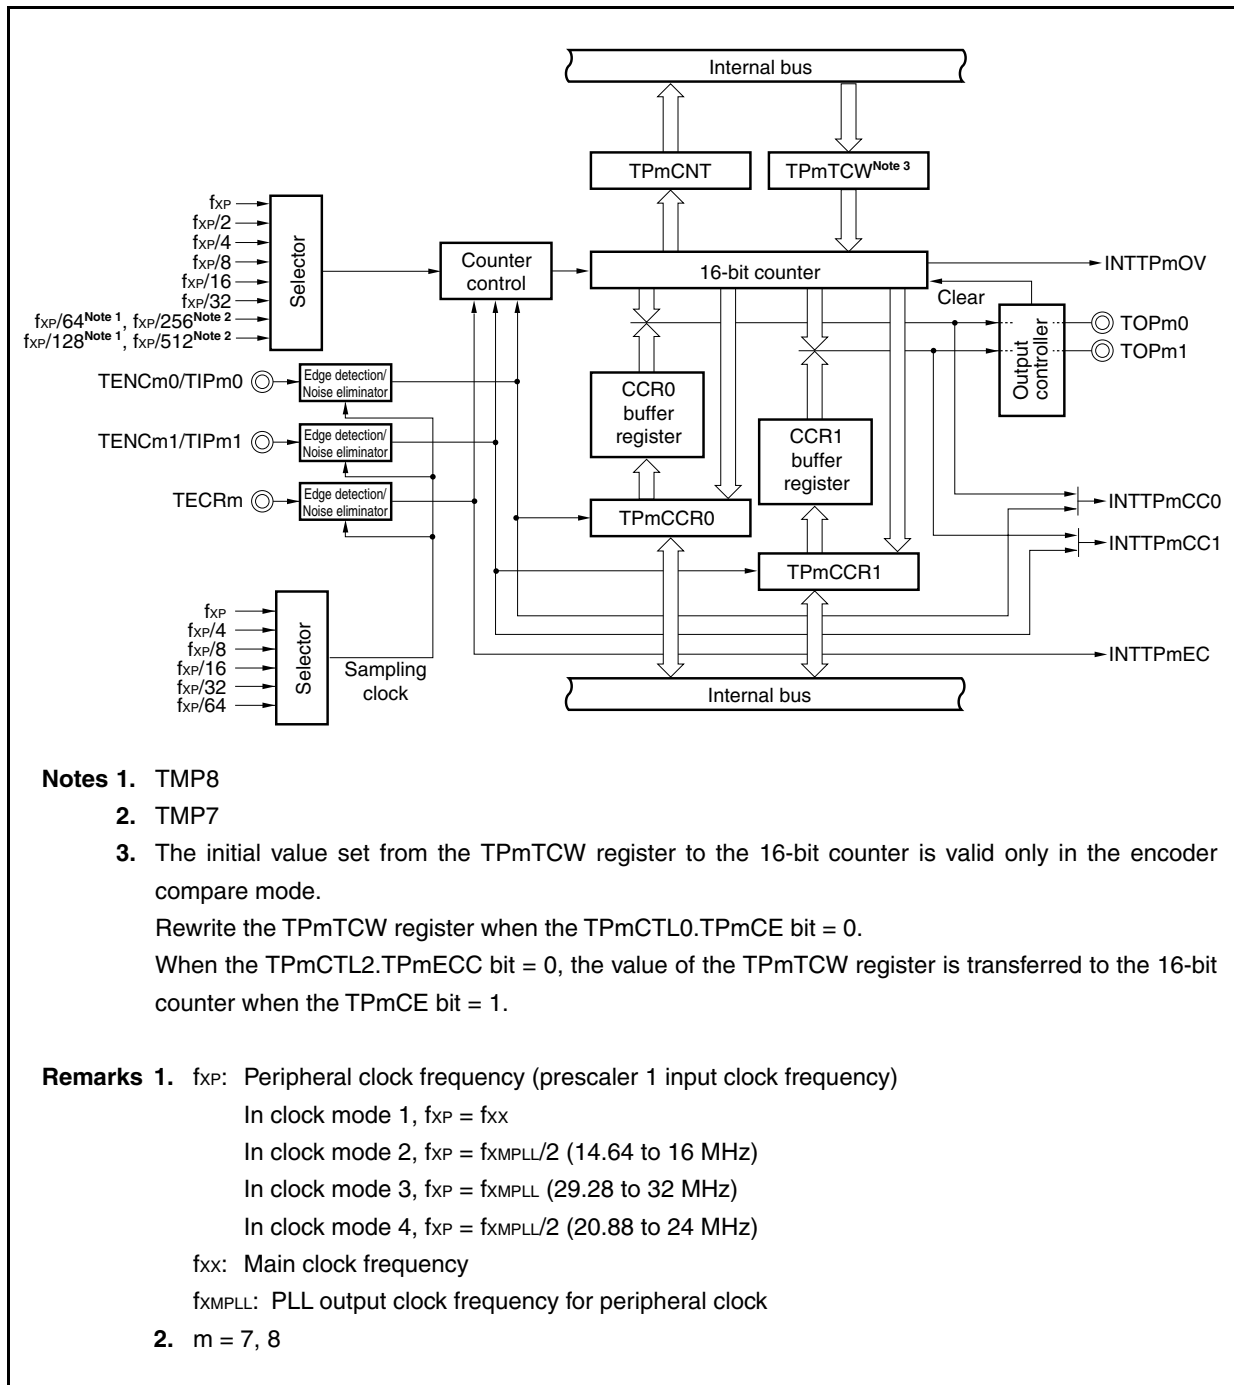 Internal bus
TPmCNT
TPmTCW Note 3
fXP
fXP/2
fXP/4
fXP/8
fXP/16
fXP/32
fXP/64 Note 1, fXP/256 Note 2
fXP/128 Note 1, fXP/512 Note 2
Selector
Counter
control
16-bit counter
INTTPmOV
Clear
TOPm0
TOPm1
Output
controller
TENCm0/TIPm0
Edge detection/
Noise eliminator
TENCm1/TIPm1
Edge detection/
Noise eliminator
TECRm
Edge detection/
Noise eliminator
CCR0
buffer
register
CCR1
buffer
register
TPmCCR0
TPmCCR1
INTTPmCC0
INTTPmCC1
INTTPmEC
fXP
fXP/4
fXP/8
fXP/16
fXP/32
fXP/64
Selector
Sampling
clock
Internal bus
Notes 1. TMP8
2. TMP7
3. The initial value set from the TPmTCW register to the 16-bit counter is valid only in the encoder
compare mode.
Rewrite the TPmTCW register when the TPmCTL0.TPmCE bit = 0.
When the TPmCTL2.TPmECC bit = 0, the value of the TPmTCW register is transferred to the 16-bit
counter when the TPmCE bit = 1.
Remarks 1. fXP: Peripheral clock frequency (prescaler 1 input clock frequency)
In clock mode 1, fXP = fXX
In clock mode 2, fXP = fXMPLL/2 (14.64 to 16 MHz)
In clock mode 3, fXP = fXMPLL (29.28 to 32 MHz)
In clock mode 4, fXP = fXMPLL/2 (20.88 to 24 MHz)
fXX: Main clock frequency
fXMPLL: PLL output clock frequency for peripheral clock
2. m = 7, 8